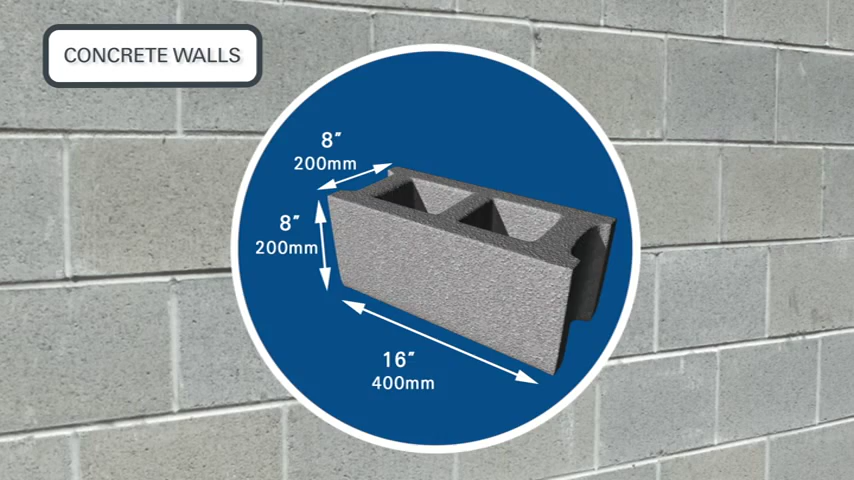 CONCRETE WALLS
8″
200mm
8″
200mm
16″
400mm